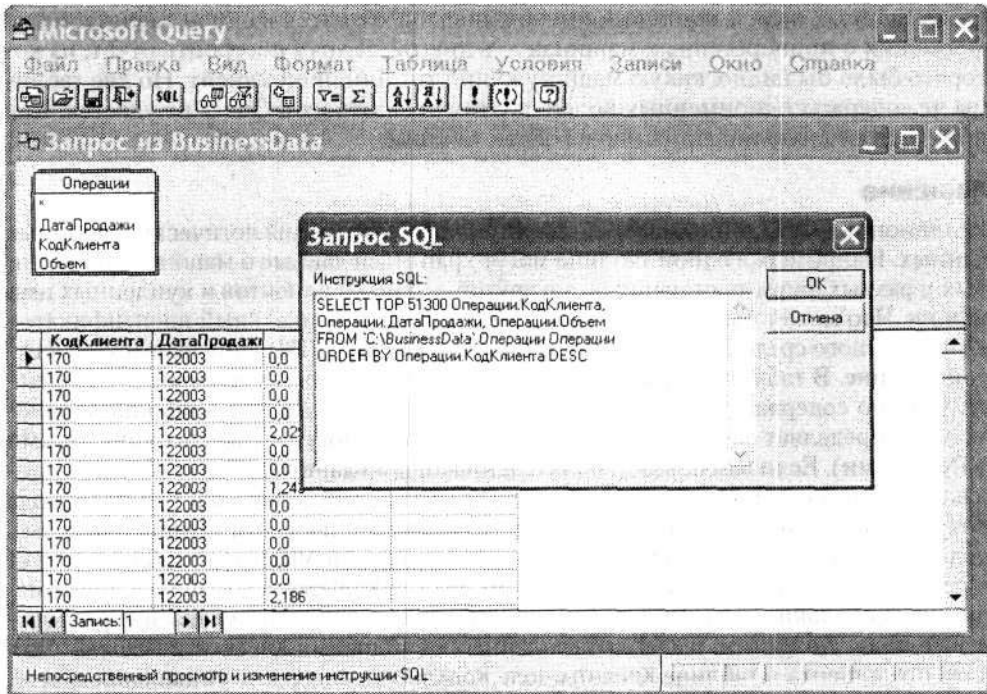 Microsoft Query
Файл Правка Вид Формат Таблица Условия Записи Окно Справка
SQL
Запрос из BusinessData
Операции
*
ДатаПродажи
КодКлиента
Объем
Запрос SQL
Инструкция SQL:
OK
Отмена
SELECT TOP 51300 Операции.КодКлиента,
Операции.ДатаПродажи, Операции.Объем
FROM `C:\BusinessData`.Операции Операции
ORDER BY Операции.КодКлиента DESC
КодКлиента ДатаПродажи
170 122003 0,0
170 122003 0,0
170 122003 0,0
170 122003 0,0
170 122003 2,02
170 122003 0,0
170 122003 0,0
170 122003 1,243
170 122003 0,0
170 122003 0,0
170 122003 0,0
170 122003 0,0
170 122003 0,0
170 122003 2,186
Запись: 1
Непосредственный просмотр и изменение инструкции SQL